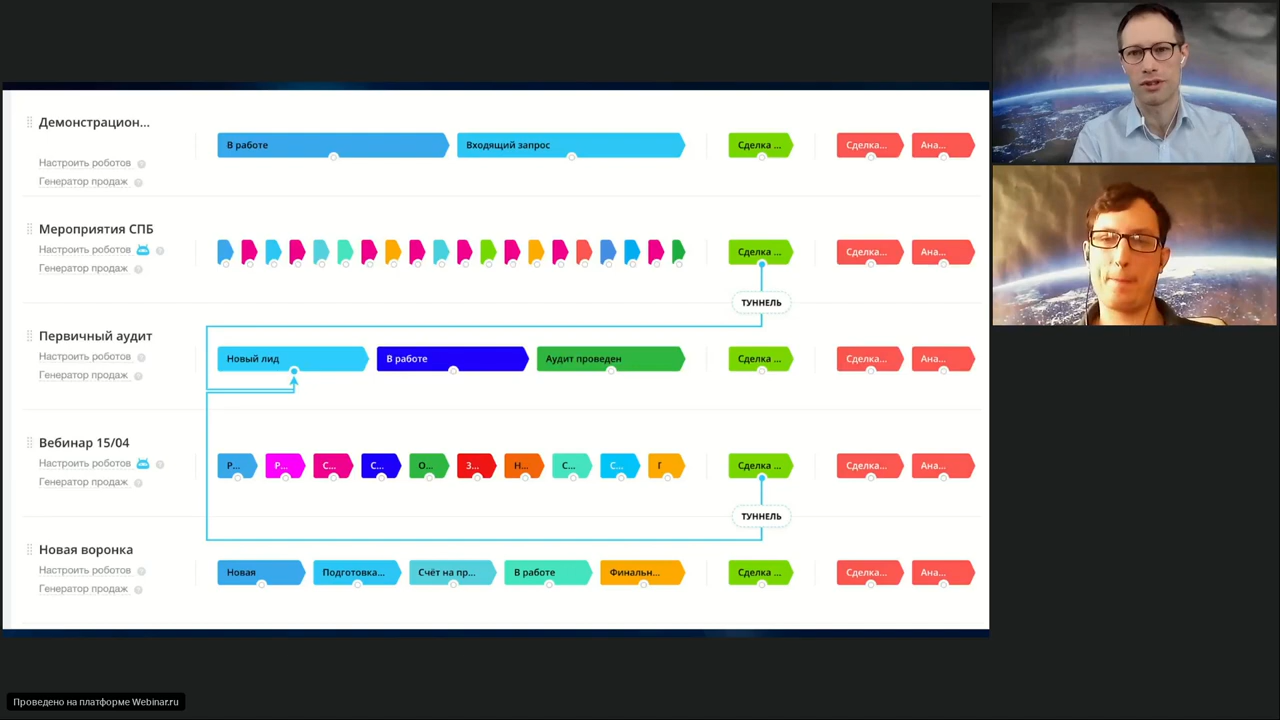 Демонстрацион...
Настроить роботов ?
Генератор продаж ?
В работе
Входящий запрос
Сделка ...
Сделка...
Ана...
Мероприятия СПБ
Настроить роботов ?
Генератор продаж ?
Сделка ...
Сделка...
Ана...
ТУННЕЛЬ
Первичный аудит
Настроить роботов ?
Генератор продаж ?
Новый лид
В работе
Аудит проведен
Сделка ...
Сделка...
Ана...
Вебинар 15/04
Настроить роботов ?
Генератор продаж ?
Р...
Р...
С...
С...
О...
З...
Н...
С...
С...
Сделка ...
Сделка...
Ана...
ТУННЕЛЬ
Новая воронка
Настроить роботов ?
Генератор продаж ?
Новая
Подготовка...
Счёт на пр...
В работе
Финальн...
Сделка ...
Сделка...
Ана...
Проведено на платформе Webinar.ru